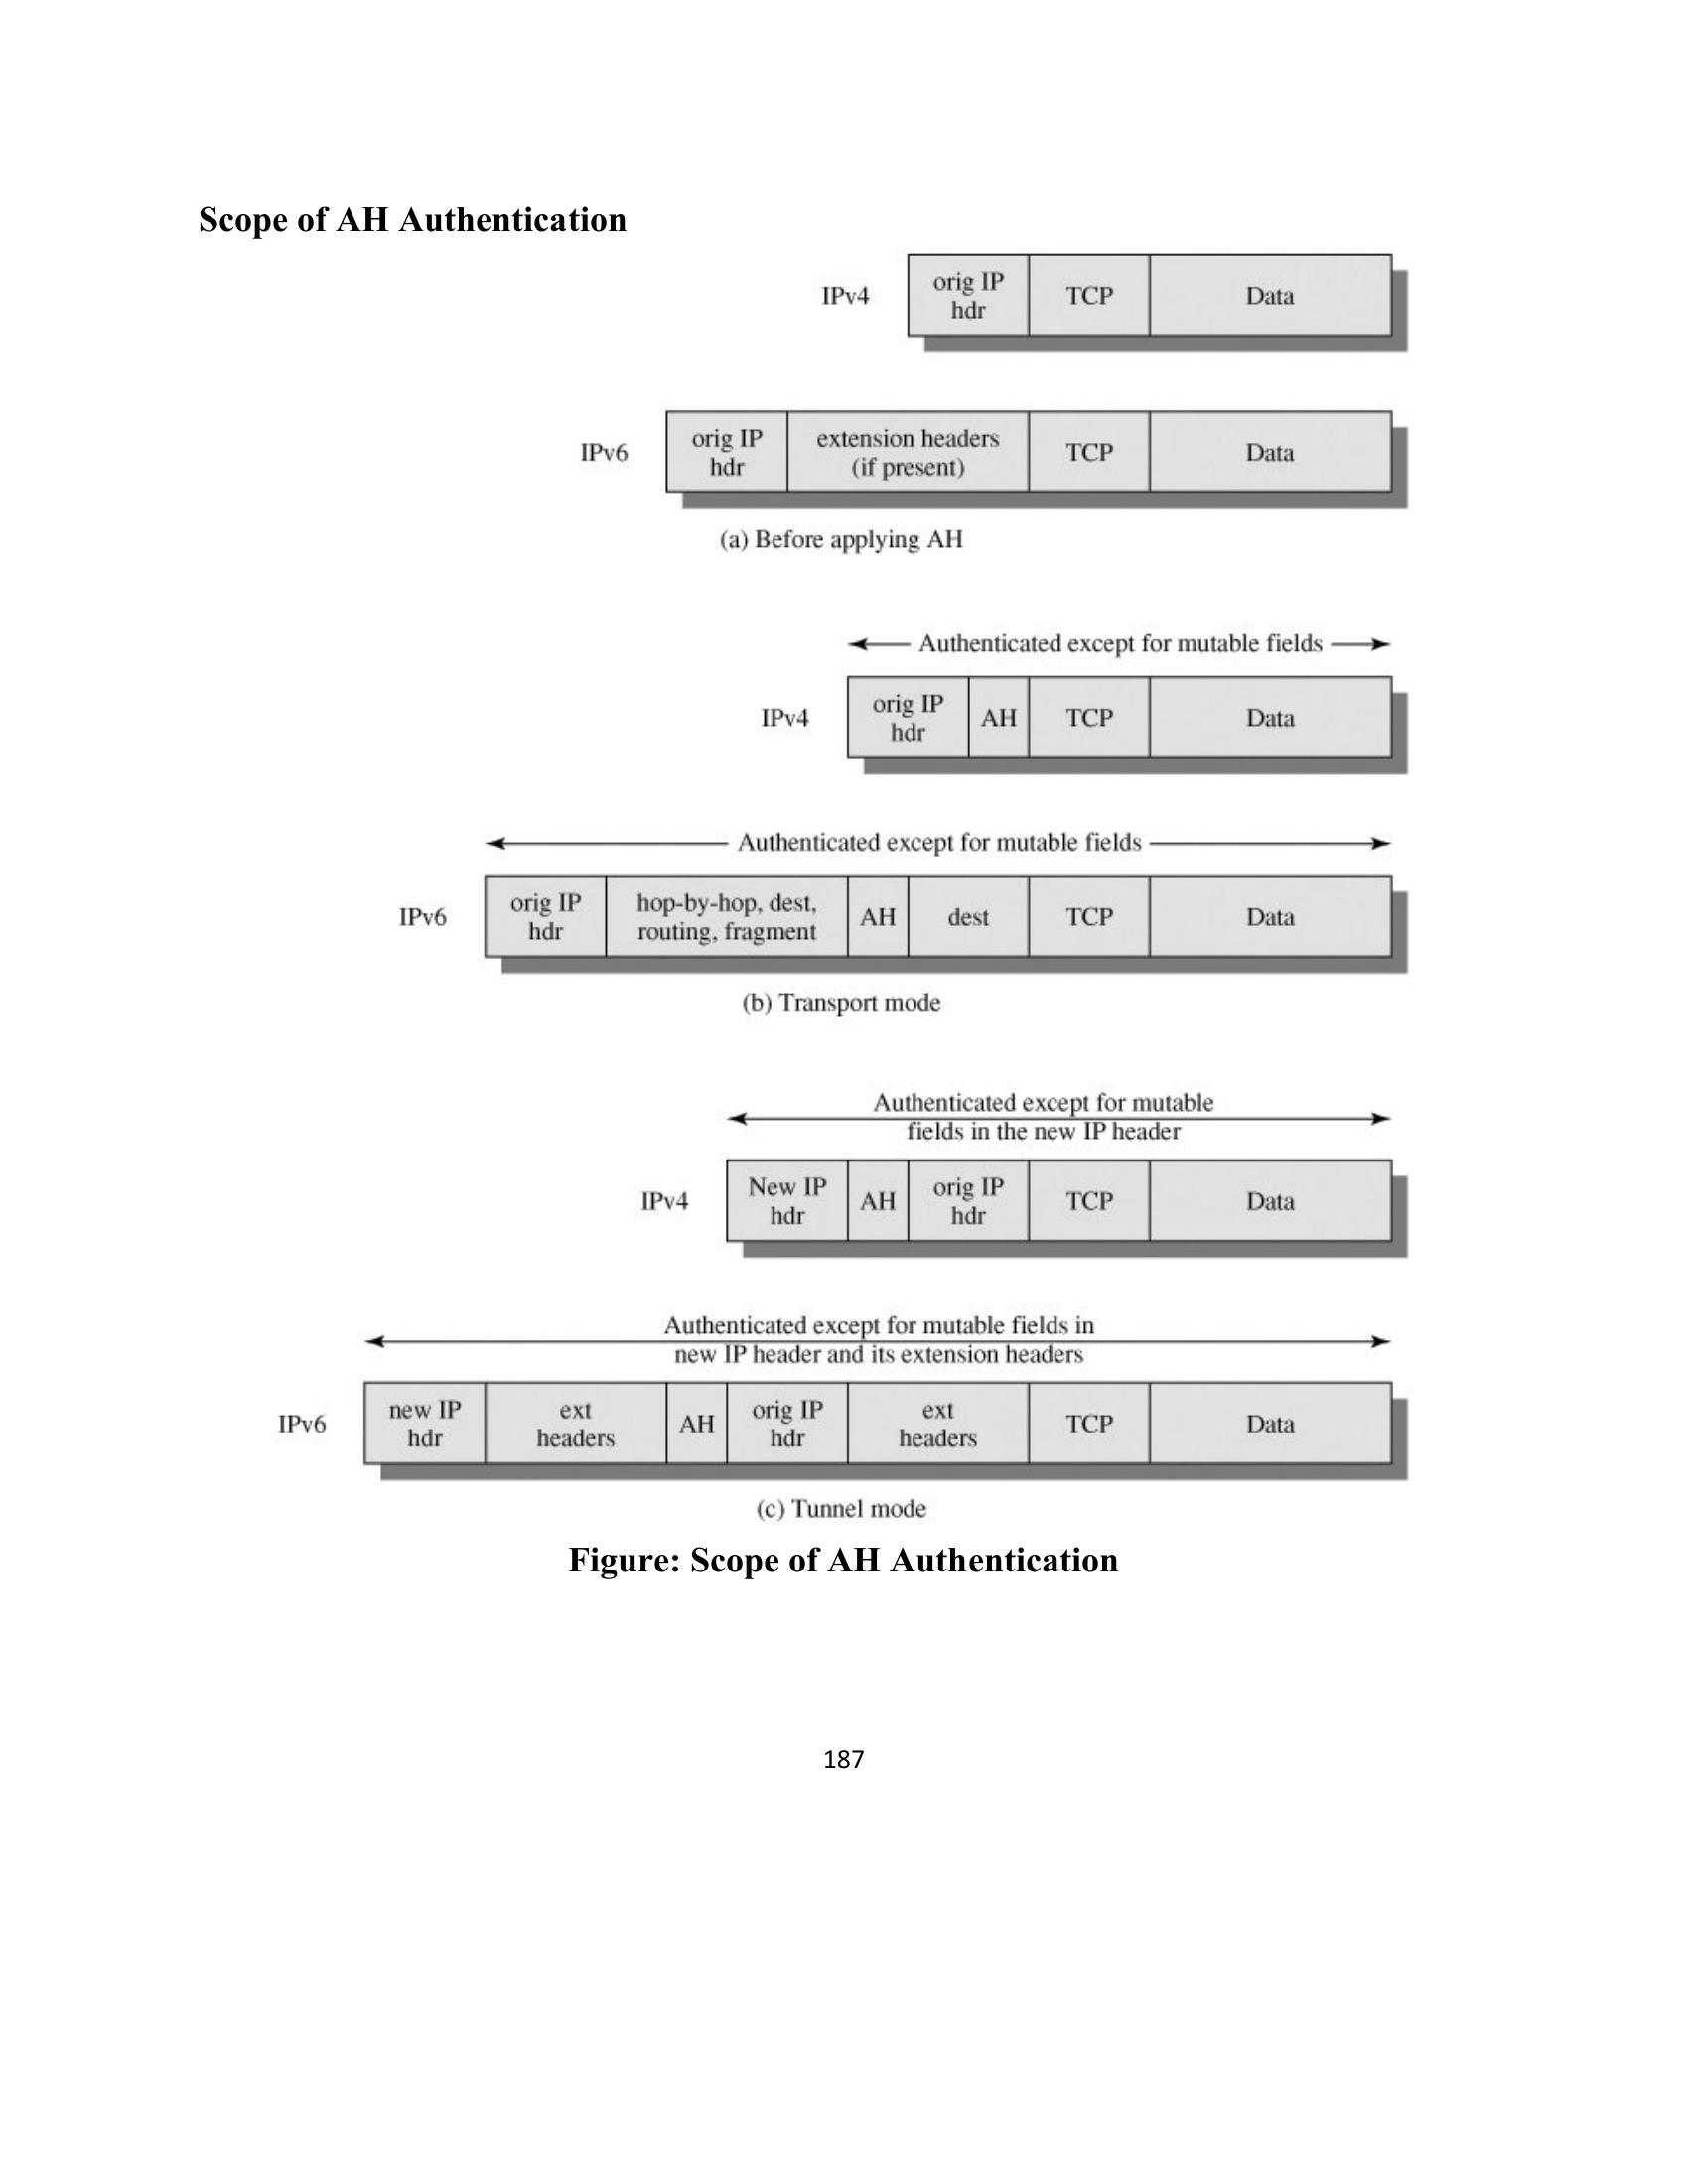 Scope of AH Authentication
IPv4
orig IP
hdr
TCP
Data
IPv6
orig IP
hdr
extension headers
(if present)
TCP
Data
(a) Before applying AH
Authenticated except for mutable fields
IPv4
orig IP
hdr
AH
TCP
Data
Authenticated except for mutable fields
IPv6
orig IP
hdr
hop-by-hop, dest,
routing, fragment
AH
dest
TCP
Data
(b) Transport mode
Authenticated except for mutable
fields in the new IP header
IPv4
New IP
hdr
AH
orig IP
hdr
TCP
Data
Authenticated except for mutable fields in
new IP header and its extension headers
IPv6
new IP
hdr
ext
headers
AH
orig IP
hdr
ext
headers
TCP
Data
(c) Tunnel mode
Figure: Scope of AH Authentication
187